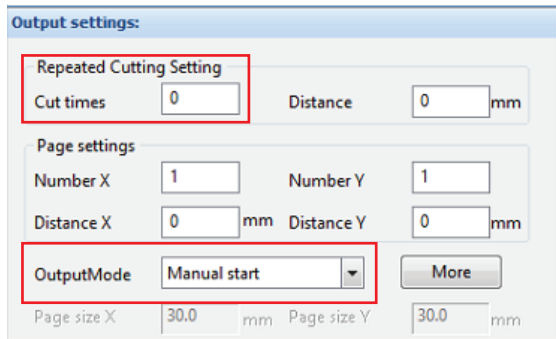 Output settings:
Repeated Cutting Setting
Cut times 0 Distance 0 mm
Page settings
Number X 1 Number Y 1
Distance X 0 mm Distance Y 0 mm
OutputMode Manual start More
Page size X 30.0 mm Page size Y 30.0 mm